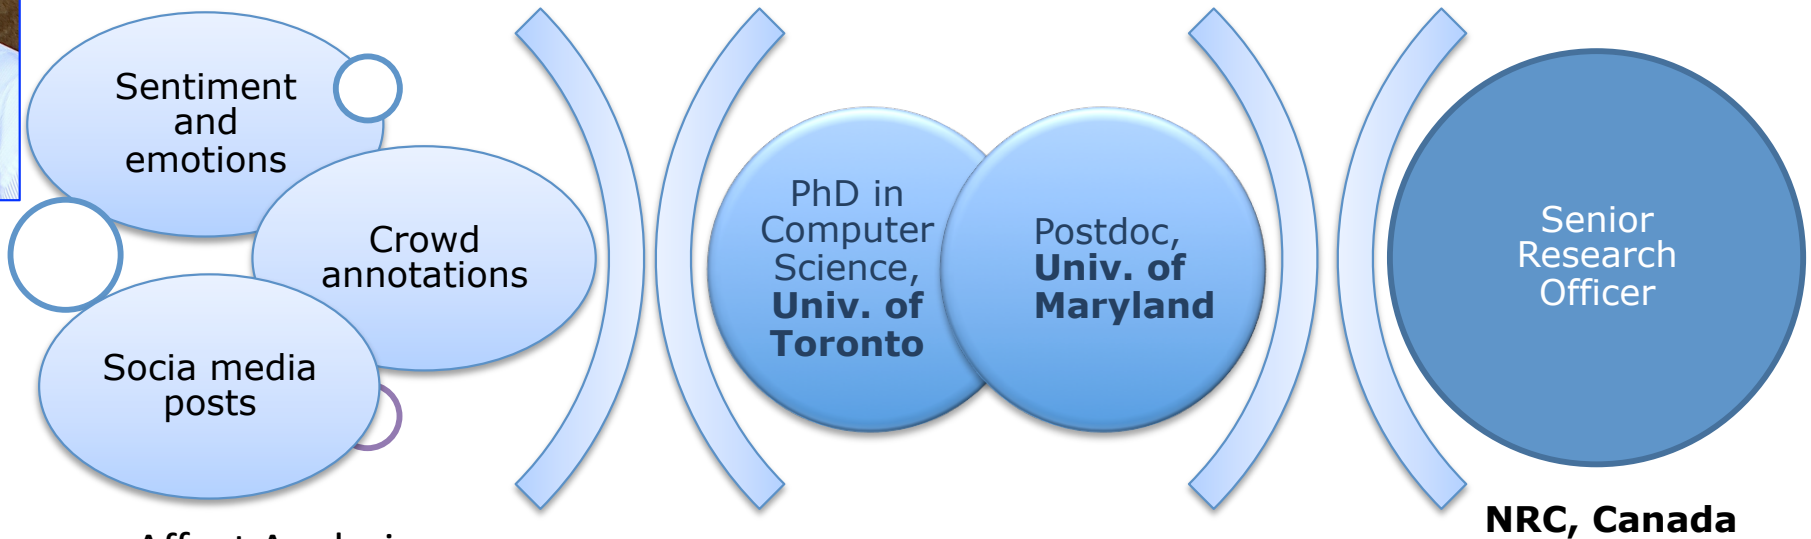 Sentiment
and
emotions
Crowd
annotations
Socia media
posts
PhD in
Computer
Science,
Univ. of
Toronto
Postdoc,
Univ. of
Maryland
Senior
Research
Officer
NRC, Canada